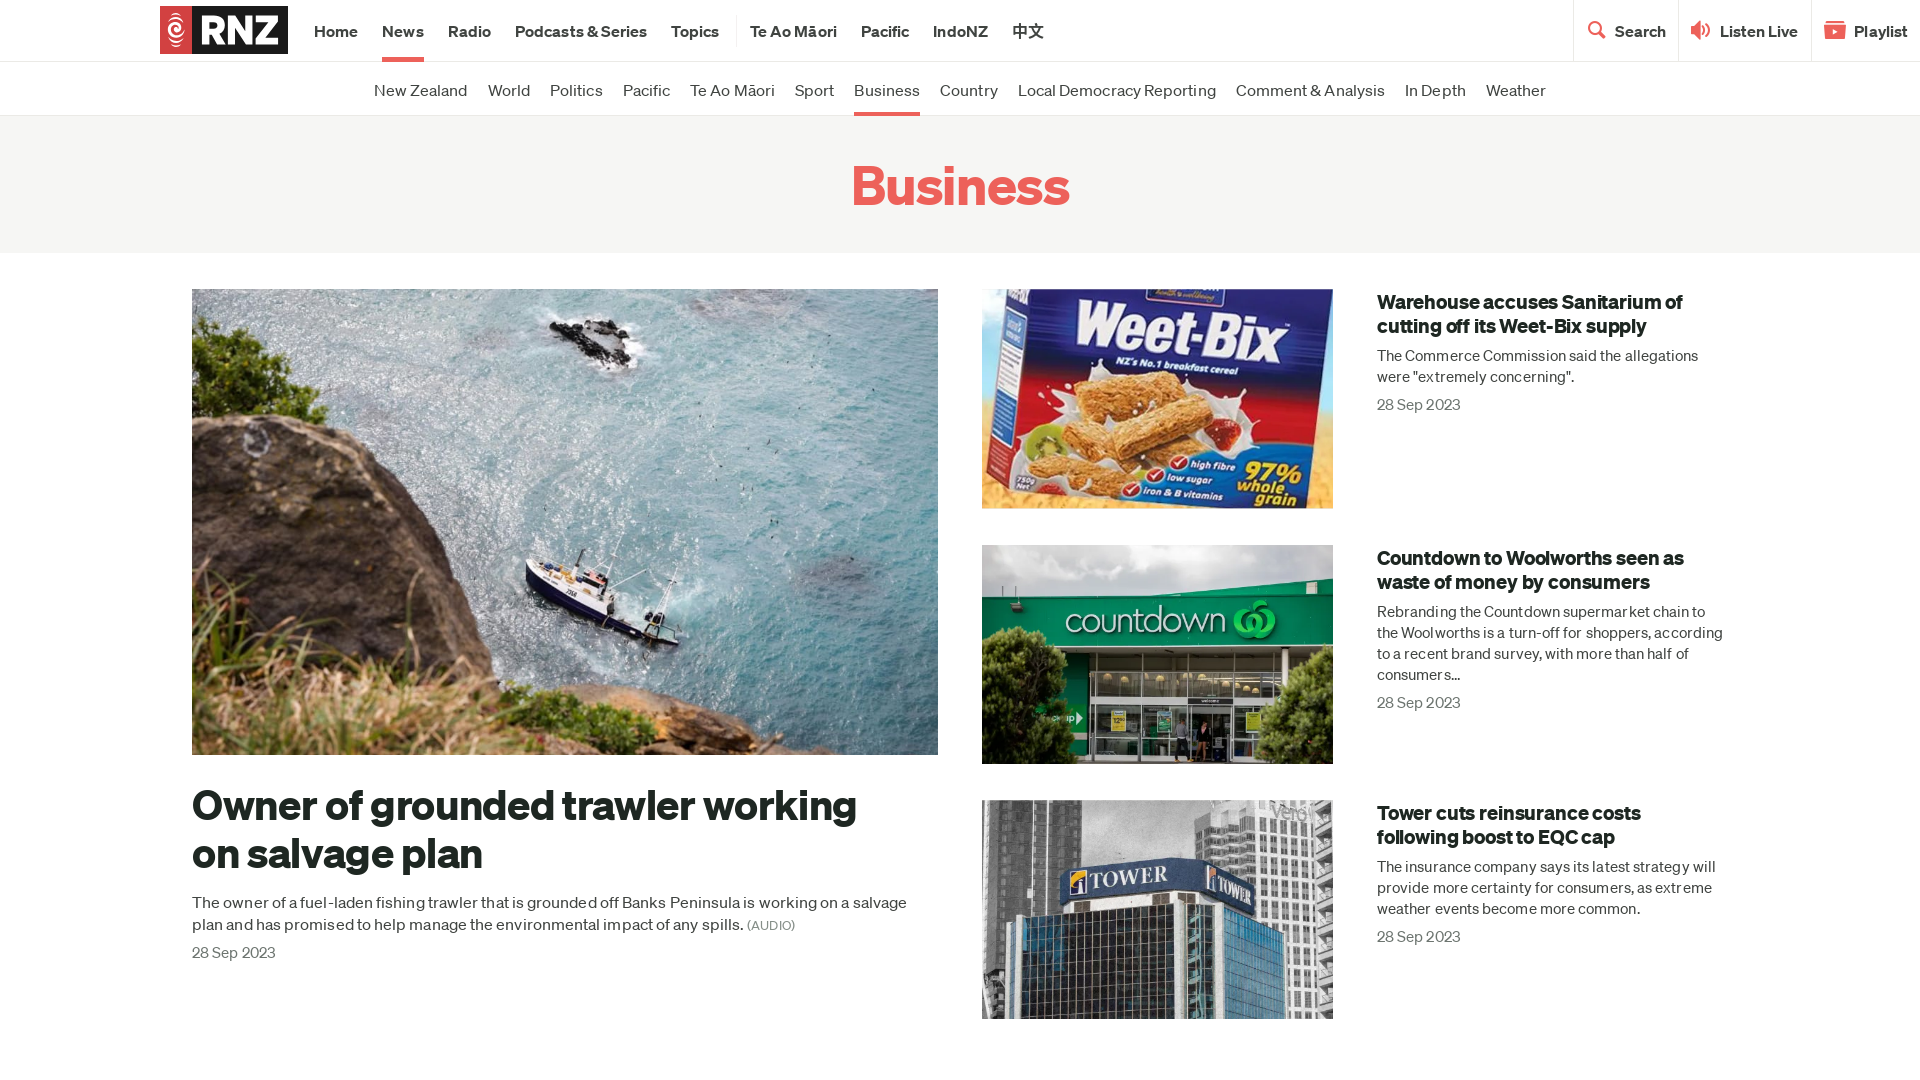 RNZ
Home
News
Radio
Podcasts & Series
Topics
Te Ao Māori
Pacific
IndoNZ
中文
Search
Listen Live
Playlist
New Zealand
World
Politics
Pacific
Te Ao Māori
Sport
Business
Country
Local Democracy Reporting
Comment & Analysis
In Depth
Weather
Business
Owner of grounded trawler working
on salvage plan
The owner of a fuel-laden fishing trawler that is grounded off Banks Peninsula is working on a salvage
plan and has promised to help manage the environmental impact of any spills. (AUDIO)
28 Sep 2023
Weet-Bix
NZ's No.1 breakfast cereal
high fibre
low sugar
iron & B vitamins
97%
whole
grain
750g
Net
Warehouse accuses Sanitarium of
cutting off its Weet-Bix supply
The Commerce Commission said the allegations
were "extremely concerning".
28 Sep 2023
countdown
Countdown to Woolworths seen as
waste of money by consumers
Rebranding the Countdown supermarket chain to
the Woolworths is a turn-off for shoppers, according
to a recent brand survey, with more than half of
consumers...
28 Sep 2023
Vero
TOWER
TOWER
Tower cuts reinsurance costs
following boost to EQC cap
The insurance company says its latest strategy will
provide more certainty for consumers, as extreme
weather events become more common.
28 Sep 2023